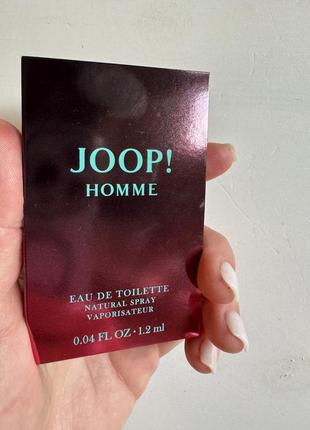 JOOP!
HOMME
EAU DE TOILETTE
NATURAL SPRAY
VAPORISATEUR
0.04 FL OZ · 1.2 ml